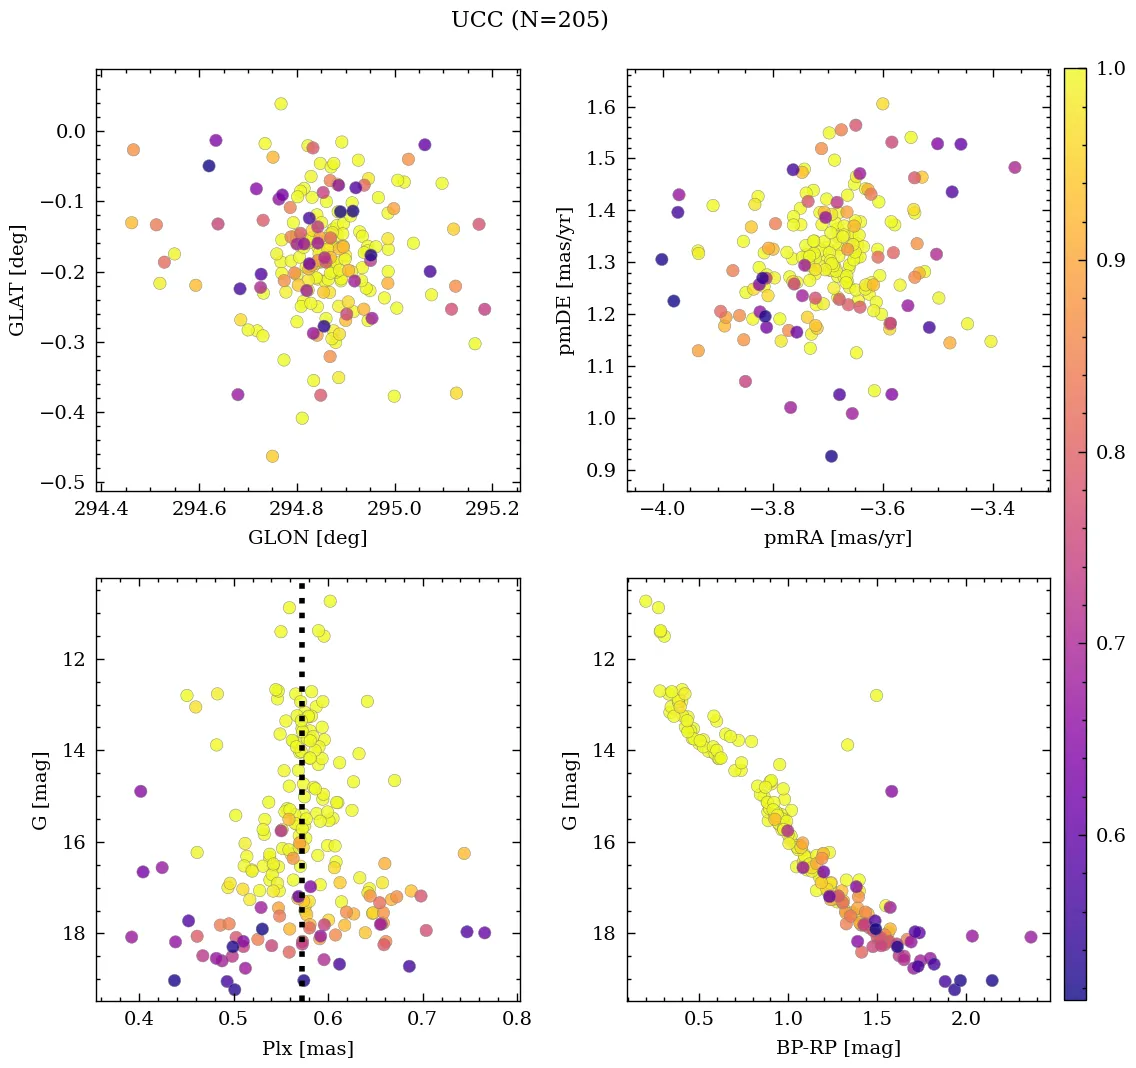 UCC (N=205)
0.0
−0.1
−0.2
−0.3
−0.4
−0.5
GLAT [deg]
294.4 294.6 294.8 295.0 295.2
GLON [deg]
1.6
1.5
1.4
1.3
1.2
1.1
1.0
0.9
pmDE [mas/yr]
−4.0 −3.8 −3.6 −3.4
pmRA [mas/yr]
12
14
16
18
G [mag]
0.4 0.5 0.6 0.7 0.8
Plx [mas]
12
14
16
18
G [mag]
0.5 1.0 1.5 2.0
BP-RP [mag]
1.0
0.9
0.8
0.7
0.6